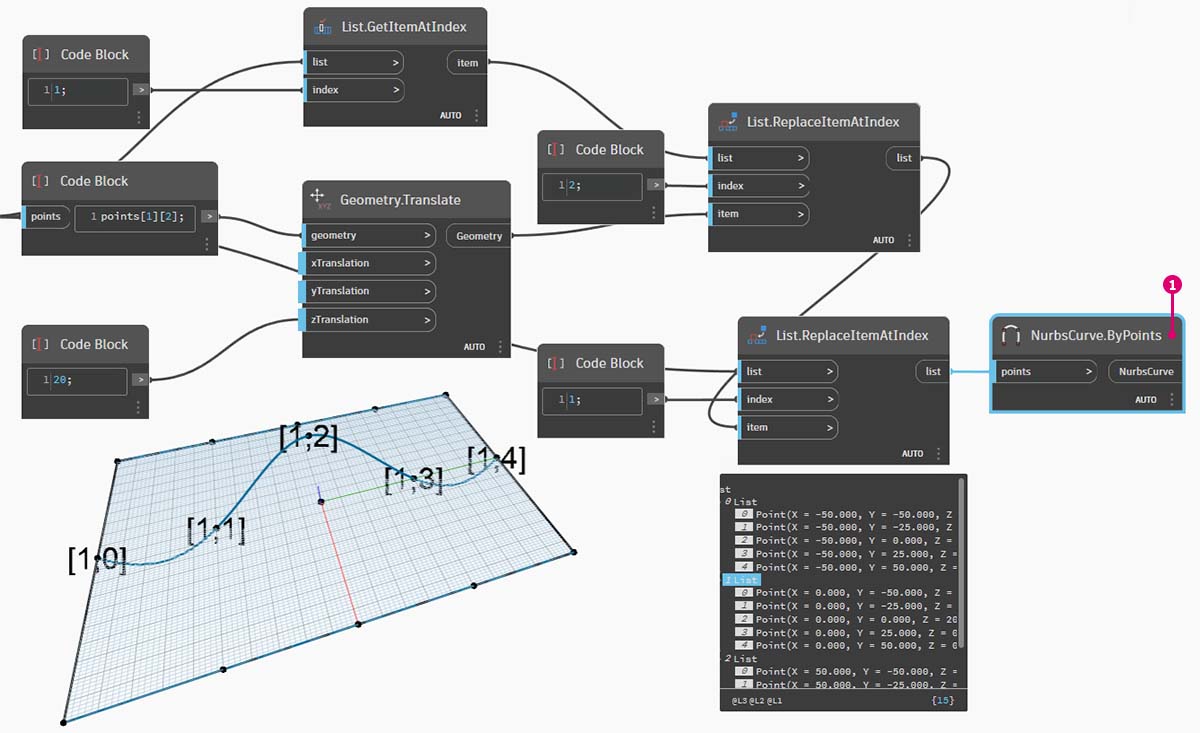 List.GetItemAtIndex
list >
item
index >
AUTO
Code Block
1 1;
>
Code Block
points
1 points[1][2];
>
Geometry.Translate
geometry >
Geometry
xTranslation >
yTranslation >
zTranslation >
AUTO
Code Block
1 20;
>
Code Block
1 2;
>
List.ReplaceItemAtIndex
list >
list
index >
item >
AUTO
Code Block
1 1;
>
List.ReplaceItemAtIndex
list >
list
index >
item >
AUTO
1
NurbsCurve.ByPoints
points >
NurbsCurve
AUTO
XYZ
[1,0]
[1,1]
[1,2]
[1,3]
[1,4]
st
0 List
0 Point(X = -50.000, Y = -50.000, Z
1 Point(X = -50.000, Y = -25.000, Z
2 Point(X = -50.000, Y = 0.000, Z =
3 Point(X = -50.000, Y = 25.000, Z =
4 Point(X = -50.000, Y = 50.000, Z =
1 List
0 Point(X = 0.000, Y = -50.000, Z =
1 Point(X = 0.000, Y = -25.000, Z =
2 Point(X = 0.000, Y = 0.000, Z = 20
3 Point(X = 0.000, Y = 25.000, Z = 0
4 Point(X = 0.000, Y = 50.000, Z = 0
2 List
0 Point(X = 50.000, Y = -50.000, Z =
1 Point(X = 50.000, Y = -25.000, Z =
@L3 @L2 @L1
{15}